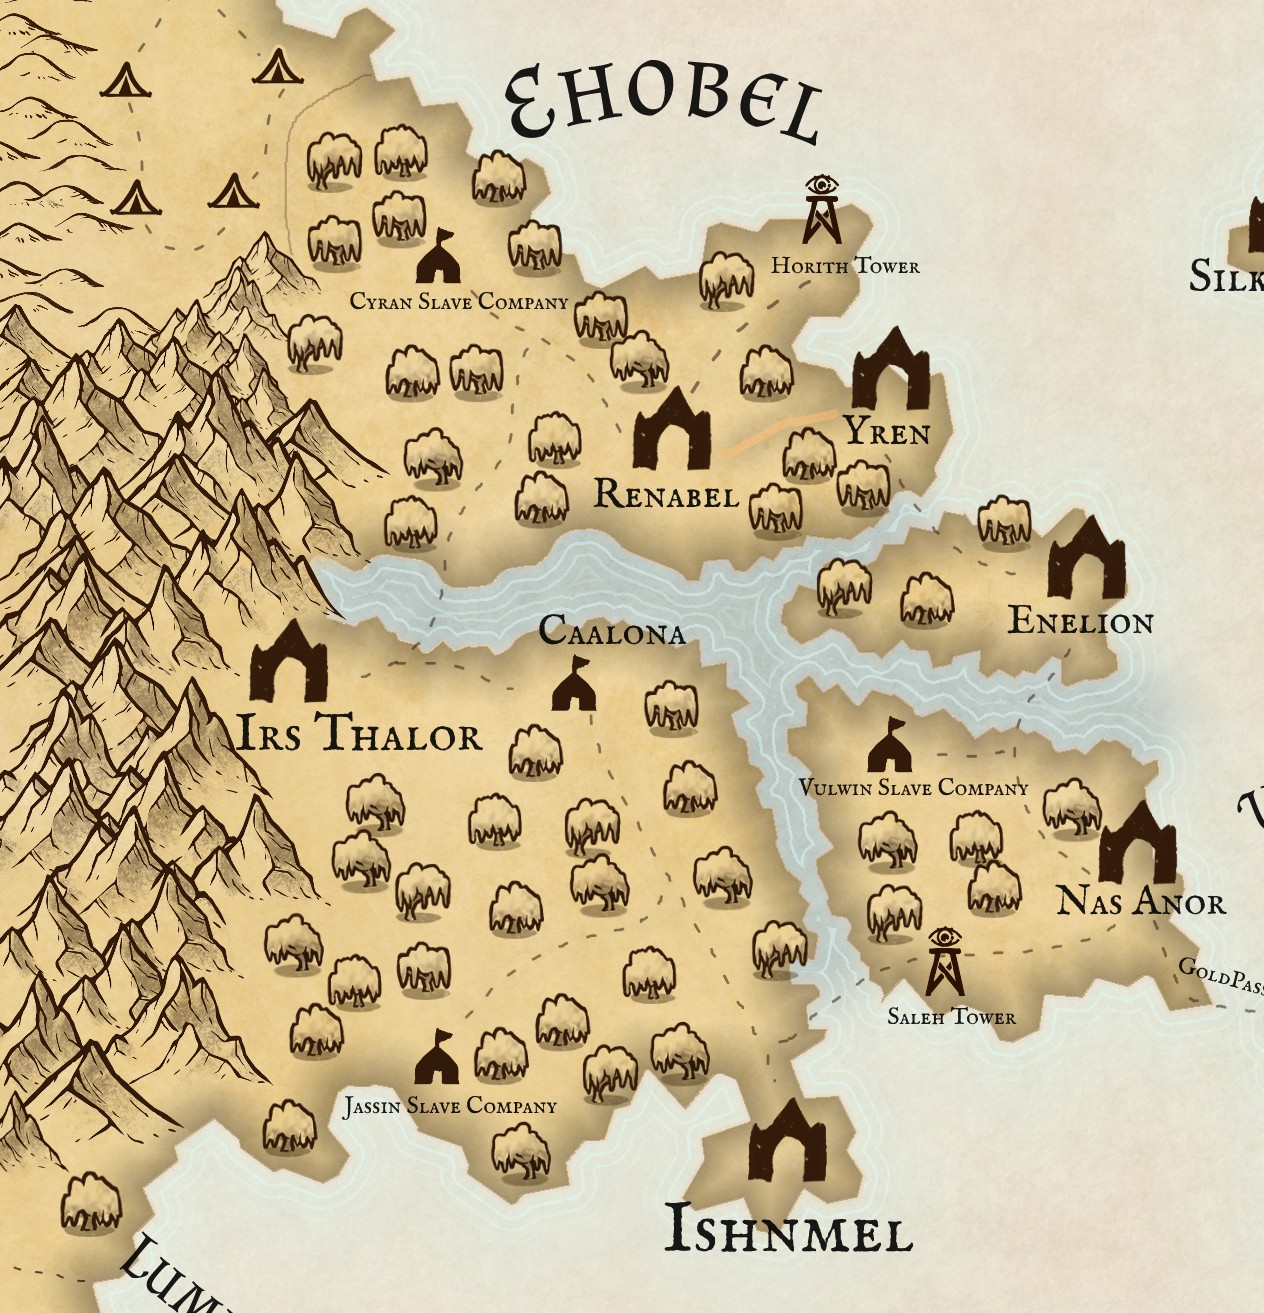 EHOBEL
HORITH TOWER
CYRAN SLAVE COMPANY
YREN
RENABEL
ENELION
CAALONA
IRS THALOR
VULWIN SLAVE COMPANY
NAS ANOR
GOLDPASS
SALEH TOWER
JASSIN SLAVE COMPANY
ISHNMEL